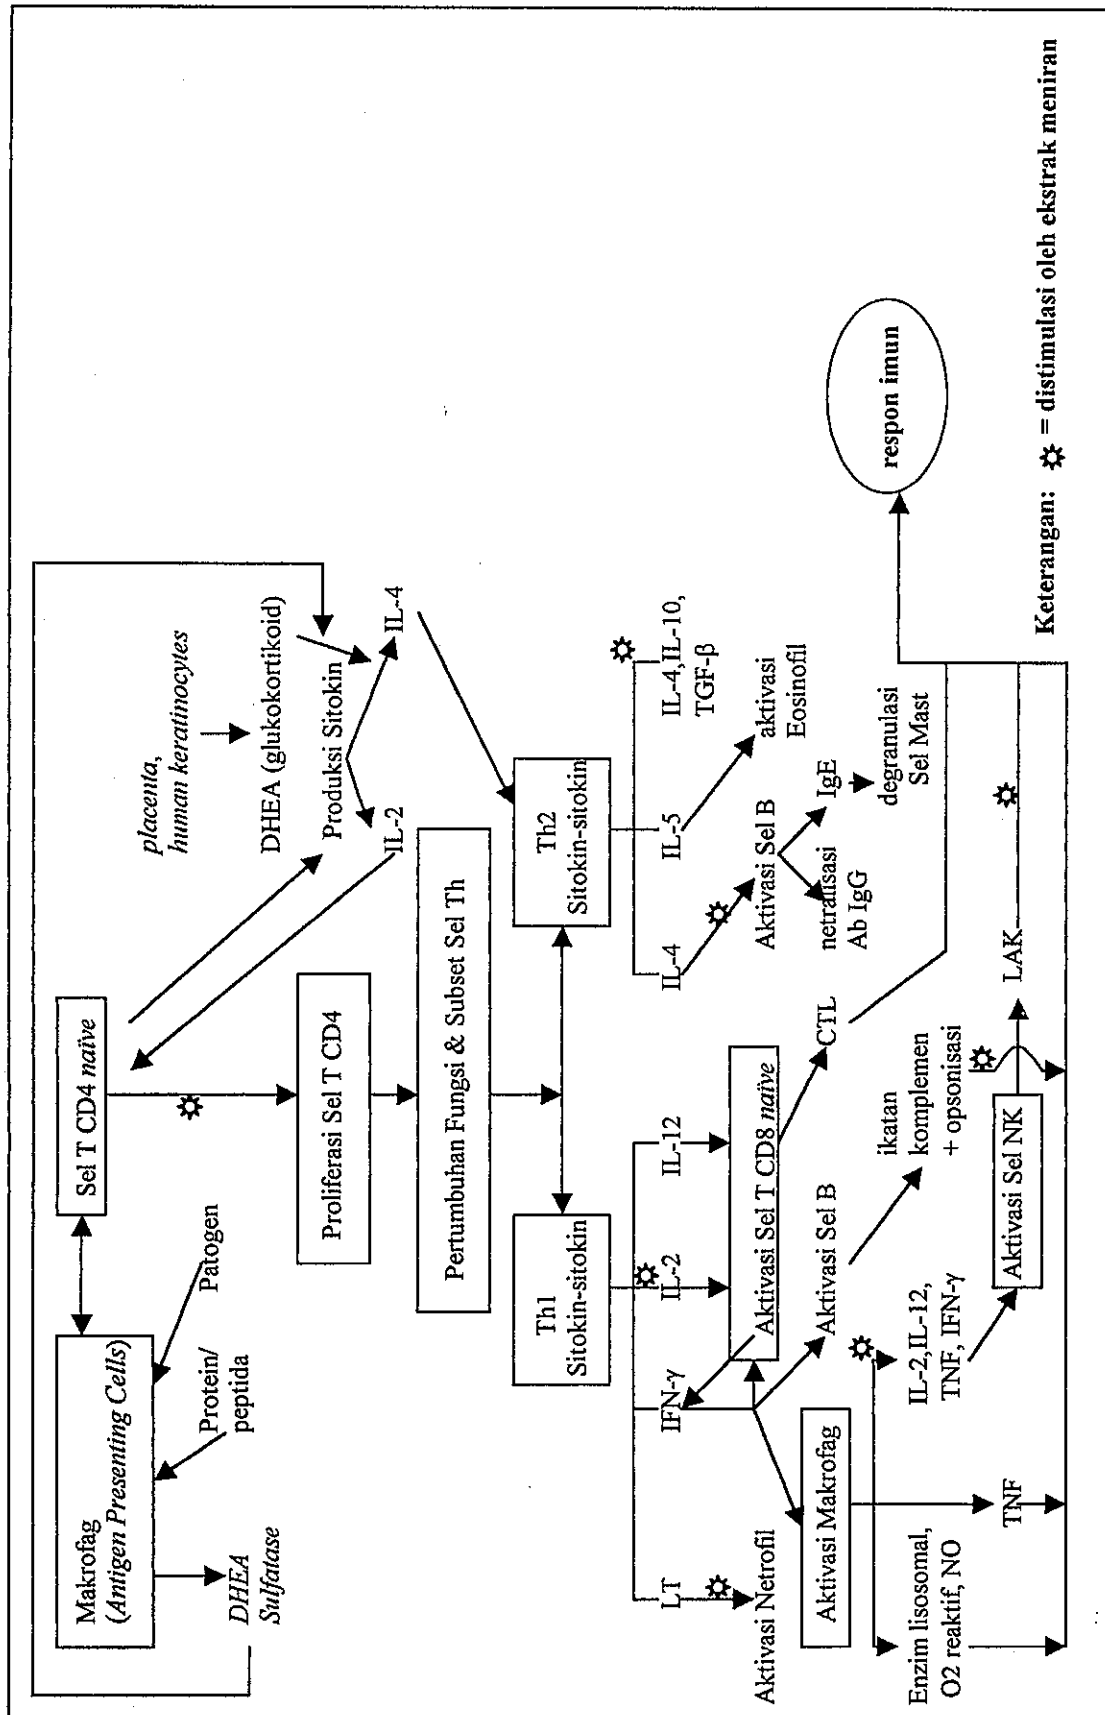 Makrofag
(Antigen Presenting Cells)
Sel T CD4 naïve
Patogen
Protein/
peptida
DHEA
Sulfatase
placenta,
human keratinocytes
DHEA (glukokortikoid)
Produksi Sitokin
IL-2
IL-4
Proliferasi Sel T CD4
Pertumbuhan Fungsi & Subset Sel Th
Th1
Sitokin-sitokin
Th2
Sitokin-sitokin
LT
IFN-γ
IL-2
IL-12
IL-4
IL-5
IL-4,IL-10,
TGF-β
Aktivasi Netrofil
Aktivasi Sel T CD8 naïve
Aktivasi Sel B
aktivasi
Eosinofil
Aktivasi Makrofag
Aktivasi Sel B
CTL
netralisasi
Ab IgG
IgE
degranulasi
Sel Mast
respon imun
Enzim lisosomal,
O2 reaktif, NO
IL-2,IL-12,
TNF, IFN-γ
ikatan
komplemen
+ opsonisasi
TNF
Aktivasi Sel NK
LAK
Keterangan: = distimulasi oleh ekstrak meniran